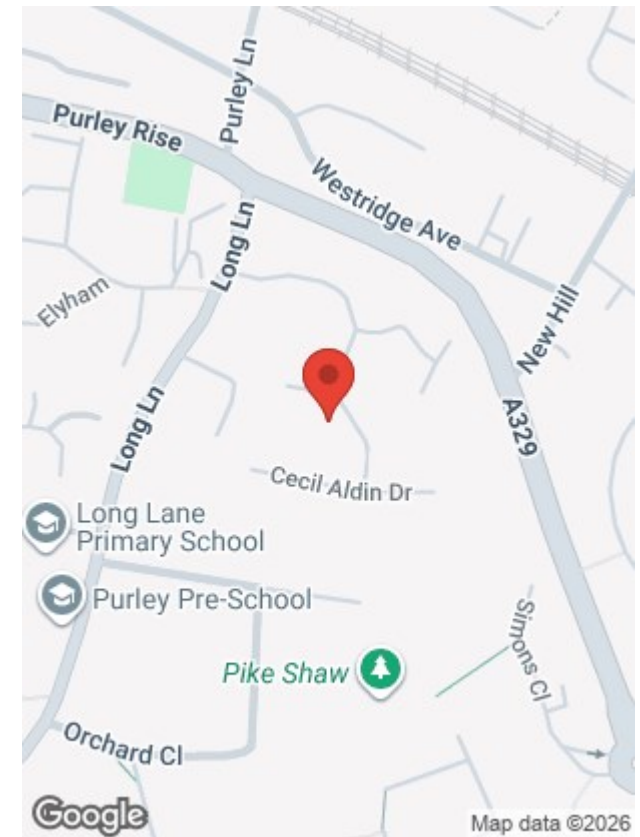 Purley Ln
Purley Rise
Westridge Ave
Long Ln
Elyham
New Hill
Long Ln
A329
Cecil Aldin Dr
Long Lane
Primary School
Purley Pre-School
Simons Cl
Pike Shaw
Orchard Cl
Google
Map data ©2026